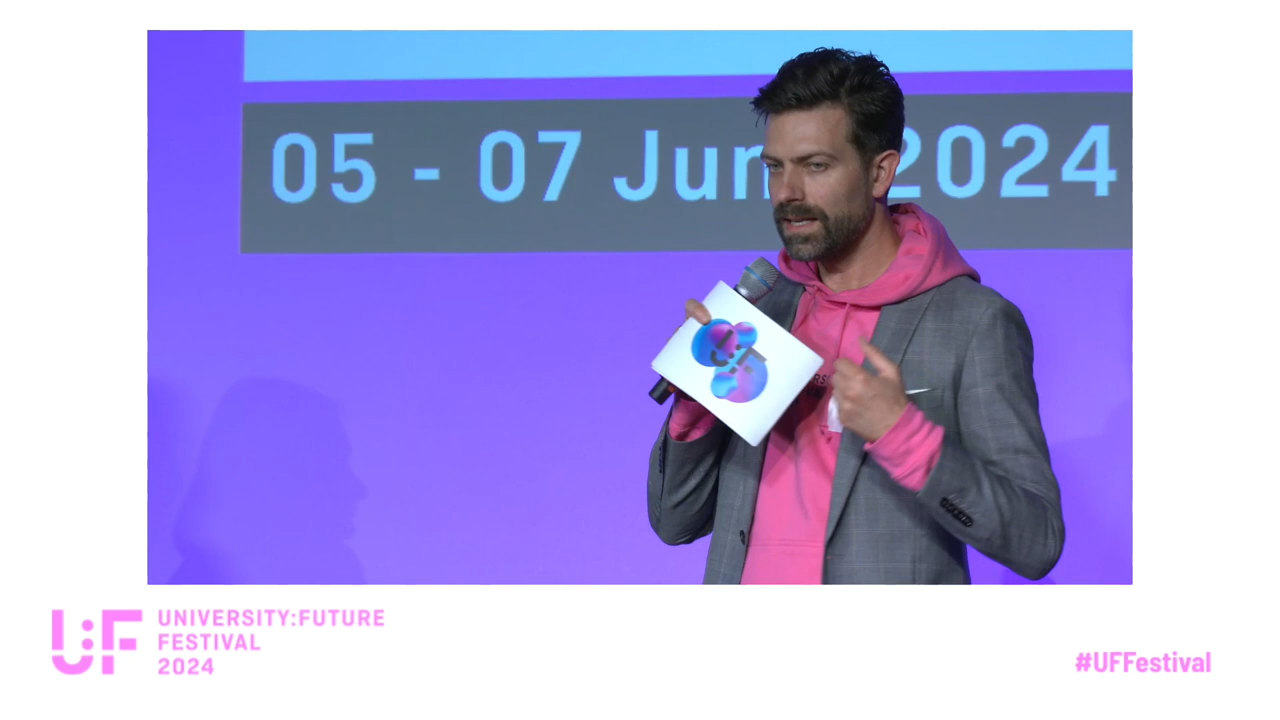 05 - 07 Jun 2024
U:F
U:F
UNIVERSITY:FUTURE
FESTIVAL
2024
#UFFestival